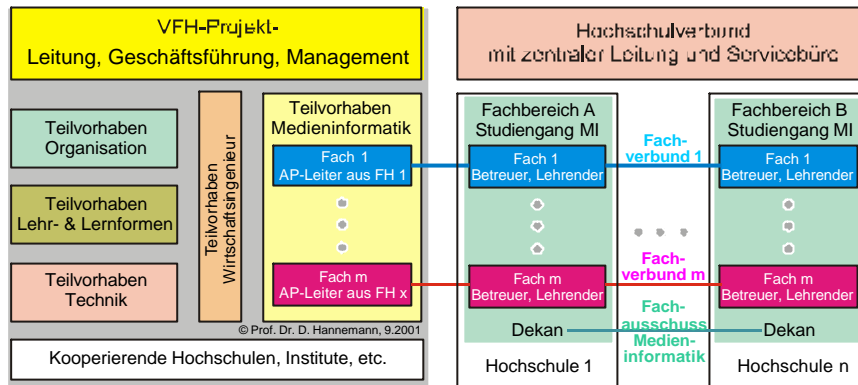 VFH-Projekt-
Leitung, Geschäftsführung, Management
Hochschulverbund
mit zentraler Leitung und Servicebüro
Teilvorhaben
Organisation
Teilvorhaben
Lehr- & Lernformen
Teilvorhaben
Technik
Teilvorhaben
Wirtschaftsingenieur
Teilvorhaben
Medieninformatik
Fach 1
AP-Leiter aus FH 1
Fach m
AP-Leiter aus FH x
© Prof. Dr. D. Hannemann, 9.2001
Kooperierende Hochschulen, Institute, etc.
Fachbereich A
Studiengang MI
Fach 1
Betreuer, Lehrender
Fach m
Betreuer, Lehrender
Dekan
Hochschule 1
Fach-
verbund 1
Fach-
verbund m
Fach-
ausschuss
Medien-
informatik
Fachbereich B
Studiengang MI
Fach 1
Betreuer, Lehrender
Fach m
Betreuer, Lehrender
Dekan
Hochschule n